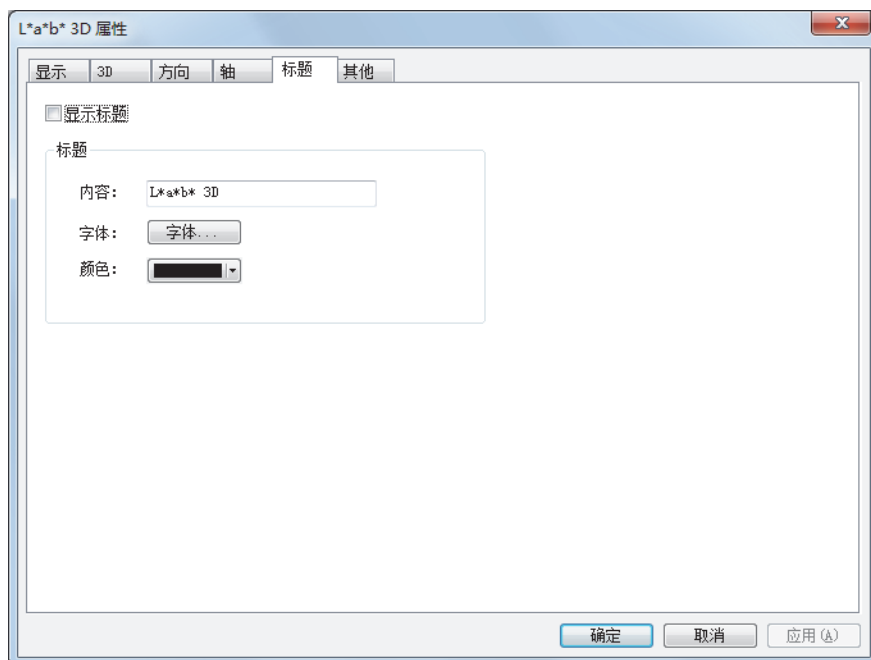 L*a*b* 3D 属性
显示 3D 方向 轴 标题 其他
显示标题
标题
内容: L*a*b* 3D
字体: 字体...
颜色:
确定 取消 应用(A)